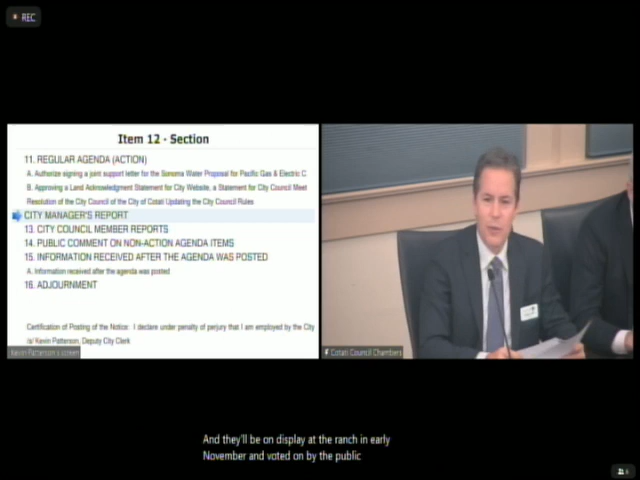 REC
Item 12 - Section
11. REGULAR AGENDA (ACTION)
A. Authorize signing a joint support letter for the Sonoma Water Proposal for Pacific Gas & Electric C
B. Approving a Land Acknowledgment Statement for City Website, a Statement for City Council Meet
Resolution of the City Council of the City of Cotati Updating the City Council Rules
CITY MANAGER'S REPORT
13. CITY COUNCIL MEMBER REPORTS
14. PUBLIC COMMENT ON NON-ACTION AGENDA ITEMS
15. INFORMATION RECEIVED AFTER THE AGENDA WAS POSTED
A. Information received after the agenda was posted
16. ADJOURNMENT
Certification of Posting of the Notice: I declare under penalty of perjury that I am employed by the City
/s/ Kevin Patterson, Deputy City Clerk
Kevin Patterson's screen
Cotati Council Chambers
And they'll be on display at the ranch in early
November and voted on by the public